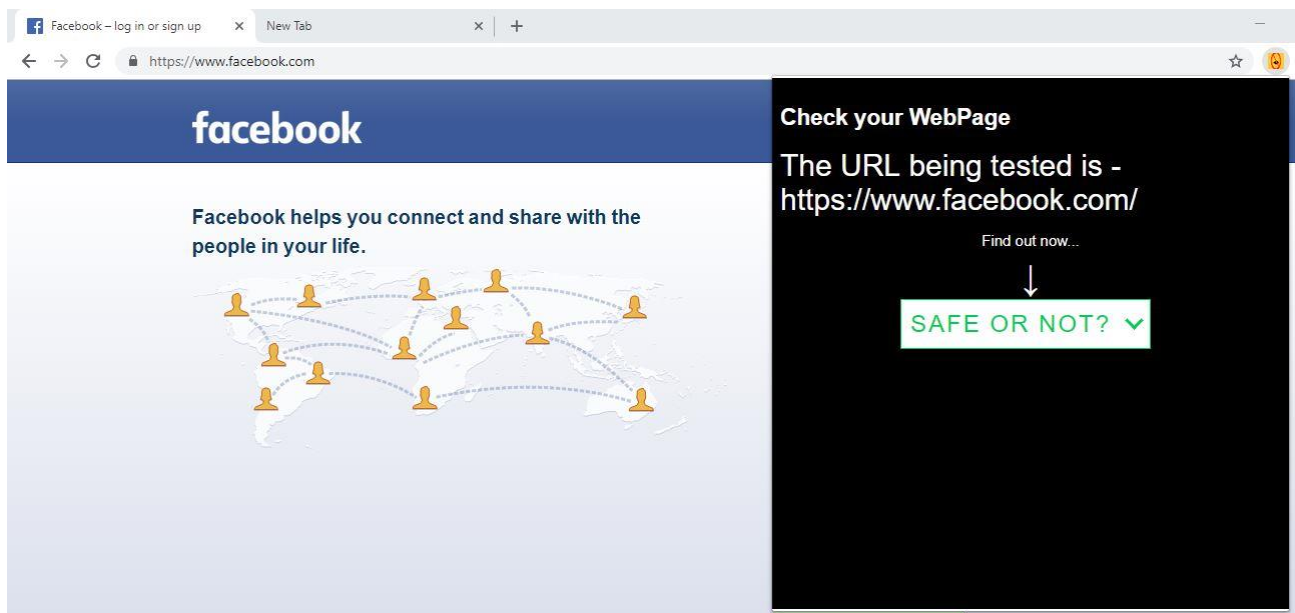 Facebook – log in or sign up
New Tab
https://www.facebook.com
facebook
Facebook helps you connect and share with the
people in your life.
Check your WebPage
The URL being tested is -
https://www.facebook.com/
Find out now...
SAFE OR NOT?